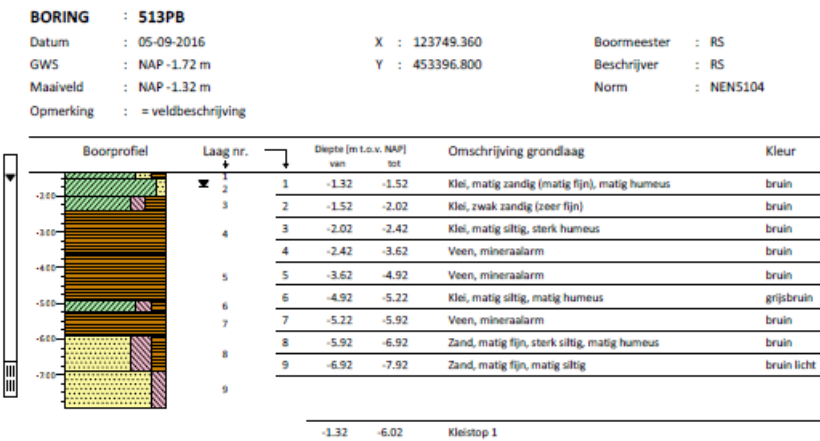 BORING : 513PB
Datum : 05-09-2016 X : 123749.360 Boormeester : RS
GWS : NAP -1.72 m Y : 453396.800 Beschrijver : RS
Maaiveld : NAP -1.32 m Norm : NEN5104
Opmerking : = veldbeschrijving
Boorprofiel Laag nr. Diepte [m t.o.v. NAP] Omschrijving grondlaag Kleur
van tot
1 1 -1.32 -1.52 Klei, matig zandig (matig fijn), matig humeus bruin
-2.00 2 2 -1.52 -2.02 Klei, zwak zandig (zeer fijn) bruin
3 3 -2.02 -2.42 Klei, matig siltig, sterk humeus bruin
-3.00 4 4 -2.42 -3.62 Veen, mineraalarm bruin
-4.00 5 5 -3.62 -4.92 Veen, mineraalarm bruin
-5.00 6 6 -4.92 -5.22 Klei, matig siltig, matig humeus grijsbruin
7 7 -5.22 -5.92 Veen, mineraalarm bruin
-6.00 8 8 -5.92 -6.92 Zand, matig fijn, sterk siltig, matig humeus bruin
-7.00 9 9 -6.92 -7.92 Zand, matig fijn, matig siltig bruin licht
-1.32 -6.02 Kleistop 1